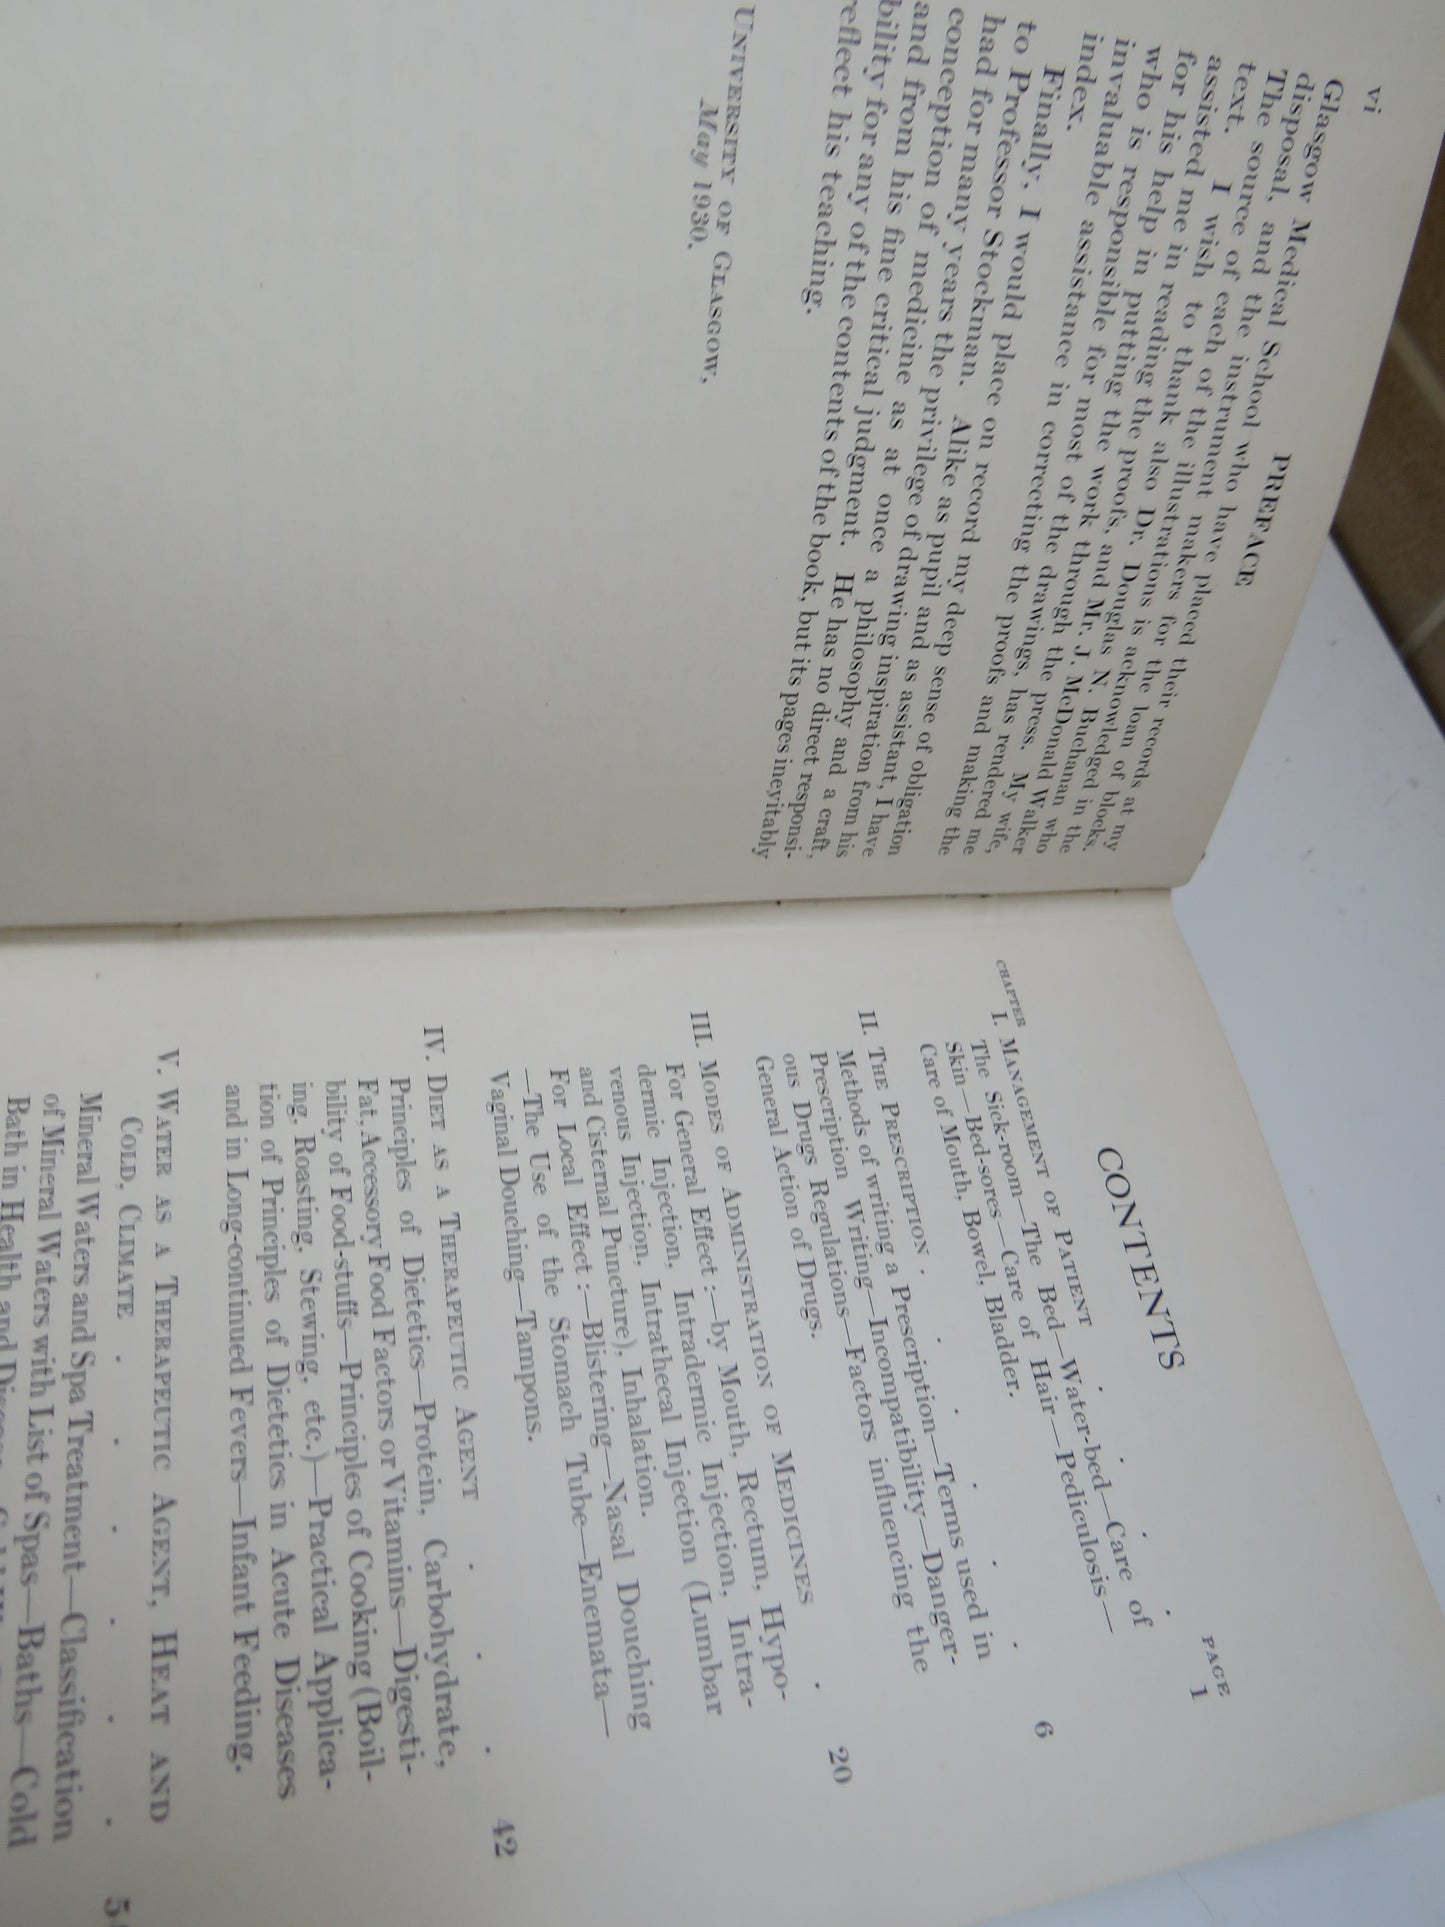 vi
PREFACE
Glasgow Medical School who have placed their records at my
disposal, and the instrument makers for the loan of blocks.
The source of each of the illustrations is acknowledged in the
text. I wish to thank also Dr. Douglas N. Buchanan who
assisted me in reading the proofs, and Mr. J. McDonald Walker
for his help in putting the work through the press. My wife,
who is responsible for most of the drawings, has rendered me
invaluable assistance in correcting the proofs and making the
index.
Finally, I would place on record my deep sense of obligation
to Professor Stockman. Alike as pupil and as assistant, I have
had for many years the privilege of drawing inspiration from his
conception of medicine as at once a philosophy and a craft,
and from his fine critical judgment. He has no direct responsi-
bility for any of the contents of the book, but its pages inevitably
reflect his teaching.
UNIVERSITY OF GLASGOW,
May 1930.
CONTENTS
CHAPTER PAGE
I. MANAGEMENT OF PATIENT . . . . 1
The Sick-room—The Bed—Water-bed—Care of
Skin—Bed-sores—Care of Hair—Pediculosis—
Care of Mouth, Bowel, Bladder.
II. THE PRESCRIPTION . . . . . . 6
Methods of writing a Prescription—Terms used in
Prescription Writing—Incompatibility—Danger-
ous Drugs Regulations—Factors influencing the
General Action of Drugs.
III. MODES OF ADMINISTRATION OF MEDICINES . 20
For General Effect:—by Mouth, Rectum, Hypo-
dermic Injection, Intradermic Injection, Intra-
venous Injection, Intrathecal Injection (Lumbar
and Cisternal Puncture), Inhalation.
For Local Effect:—Blistering—Nasal Douching
—The Use of the Stomach Tube—Enemata—
Vaginal Douching—Tampons.
IV. DIET AS A THERAPEUTIC AGENT . . . 42
Principles of Dietetics—Protein, Carbohydrate,
Fat, Accessory Food Factors or Vitamins—Digesti-
bility of Food-stuffs—Principles of Cooking (Boil-
ing, Roasting, Stewing, etc.)—Practical Applica-
tion of Principles of Dietetics in Acute Diseases
and in Long-continued Fevers—Infant Feeding.
V. WATER AS A THERAPEUTIC AGENT, HEAT AND
COLD, CLIMATE . . . . . .
Mineral Waters and Spa Treatment—Classification
of Mineral Waters with List of Spas—Baths—Cold
Bath in Health and